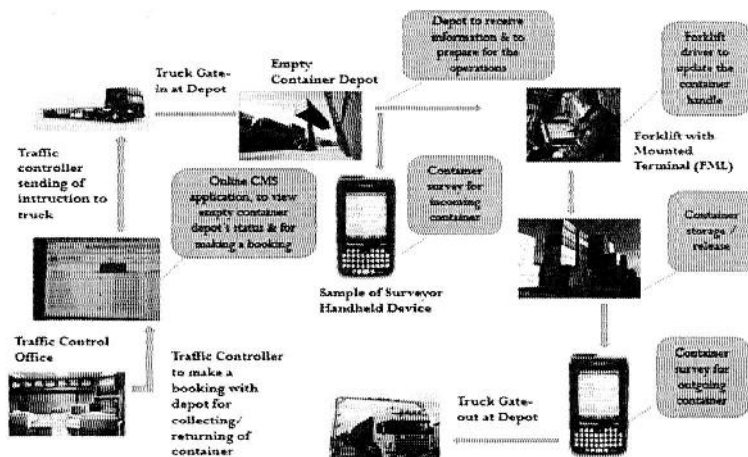 Depot to receive
information & to
prepare for the
operations
Forklift
driver to
update the
container
handle
Truck Gate-
in at Depot
Empty
Container Depot
Forklift with
Mounted
Terminal (FML)
Traffic
controller
sending of
instruction to
truck
Online CMS
application, to view
empty container
depot's status & for
making a booking
Container
survey for
incoming
container
Container
storage /
release
Sample of Surveyor
Handheld Device
Traffic Control
Office
Traffic Controller
to make a
booking with
depot for
collecting/
returning of
container
Truck Gate-
out at Depot
Container
survey for
outgoing
container